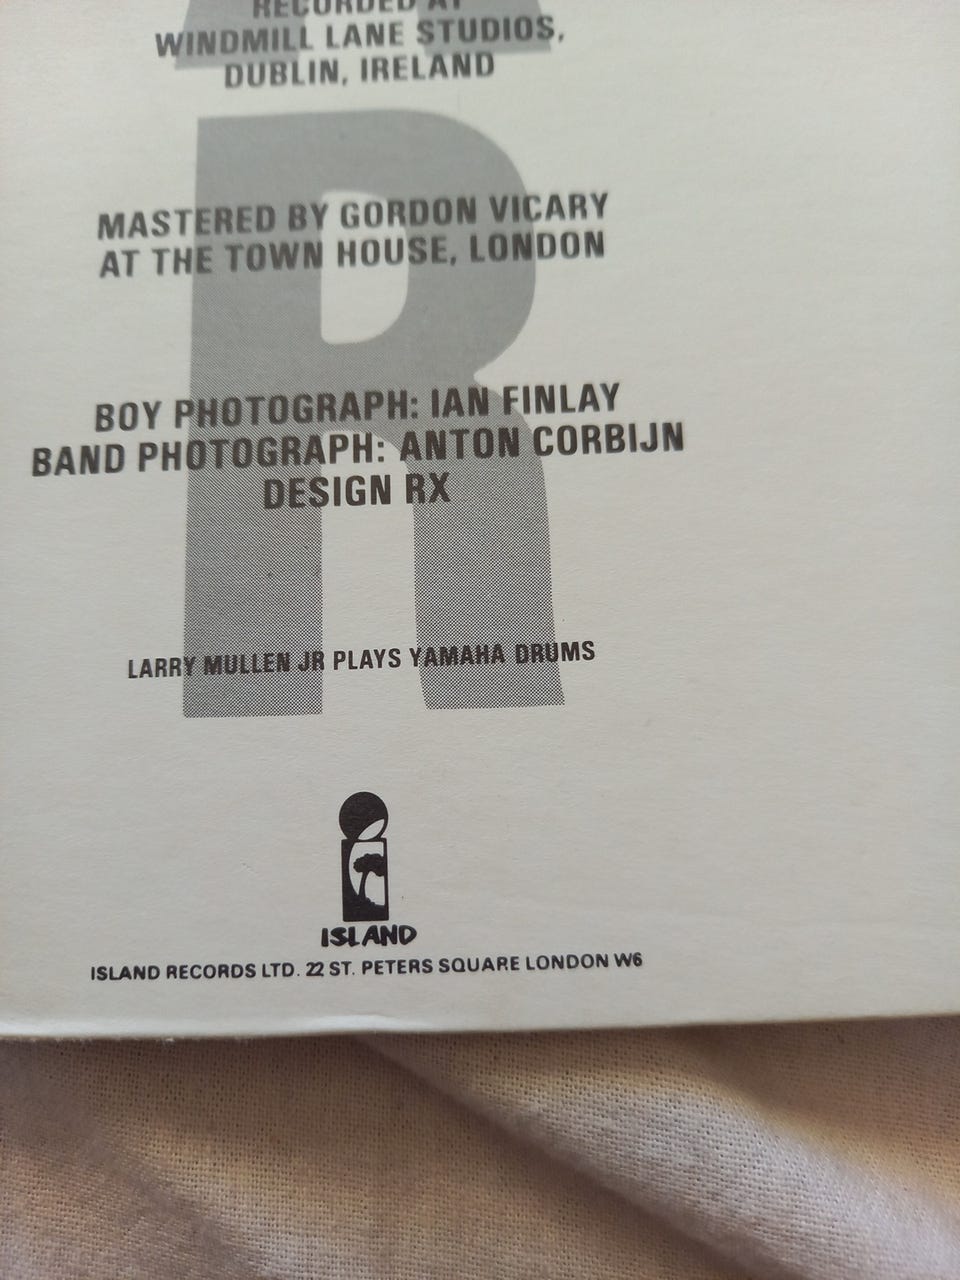 RECORDED AT
WINDMILL LANE STUDIOS,
DUBLIN, IRELAND
R
MASTERED BY GORDON VICARY
AT THE TOWN HOUSE, LONDON
BOY PHOTOGRAPH: IAN FINLAY
BAND PHOTOGRAPH: ANTON CORBIJN
DESIGN RX
LARRY MULLEN JR PLAYS YAMAHA DRUMS
ISLAND
ISLAND RECORDS LTD. 22 ST. PETERS SQUARE LONDON W6